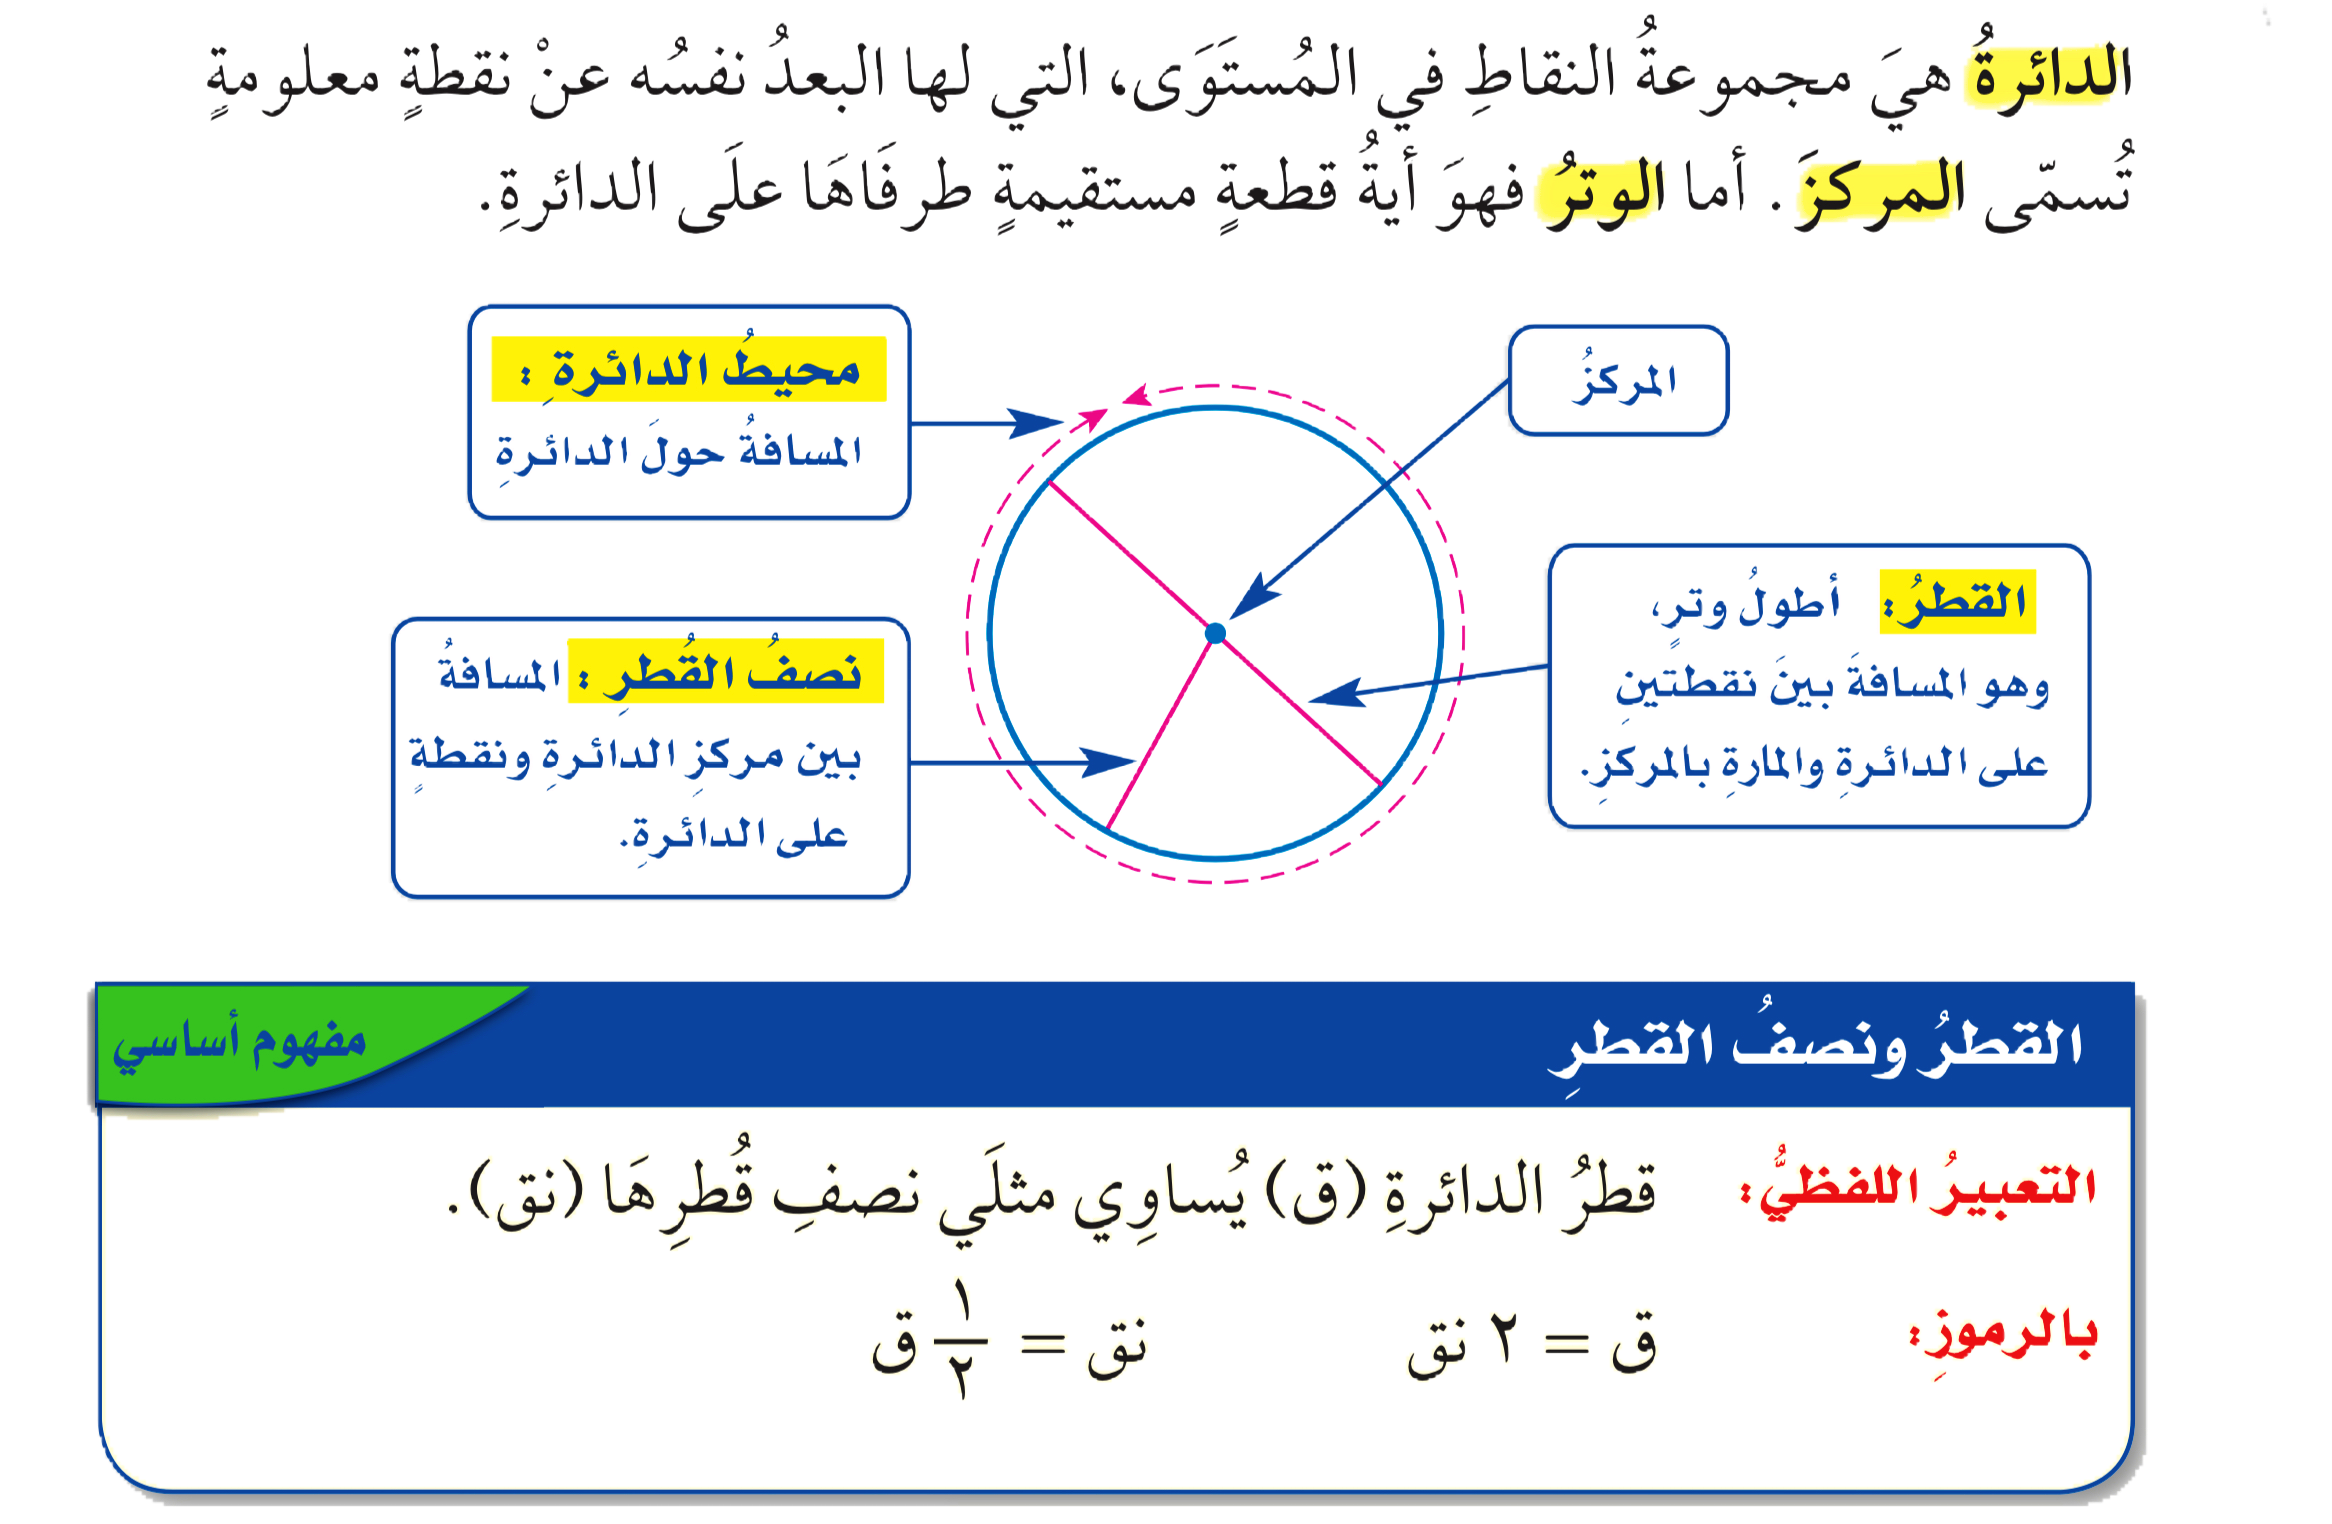 الدائرةُ هيَ مجموعةُ النقاطِ في المُستَوَى، التي لها البعدُ نفسُه عنْ نقطةٍ معلومةٍ
تُسمّى المركزَ . أما الوترُ فهوَ أيةُ قطعةٍ مستقيمةٍ طرفَاهَا علَى الدائرةِ.
المركزُ
محيطُ الدائرةِ :
المسافةُ حولَ الدائرةِ
القطرُ: أطولُ وترٍ،
وهو المسافةَ بينَ نقطتينِ
على الدائرةِ والمارةِ بالمركزِ.
نصفُ القُطرِ : المسافةُ
بين مركزِ الدائرةِ ونقطةٍ
على الدائرةِ.
القطرُ ونصفُ القطرِ
مفهوم أساسي
التعبيرُ اللفظيُّ: قطرُ الدائرةِ (ق) يُساوِي مثلَي نصفِ قُطرِهَا (نق).
بالرموزِ: ق = ٢ نق نق = ١/٢ ق